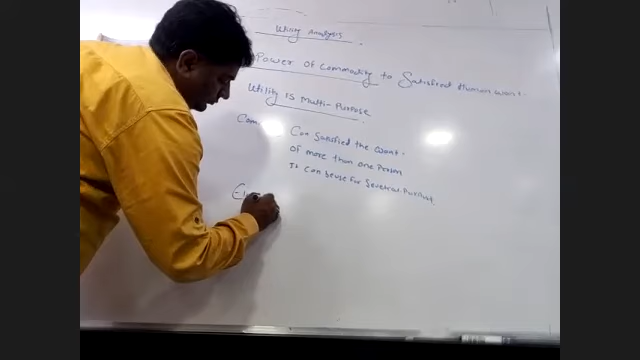 Utility analysis
Power of Commodity to Satisfied Human want.
Utility is Multi-Purpose
Com. Can Satisfied the want.
of more than one Person
It can be use for Several Purpose.